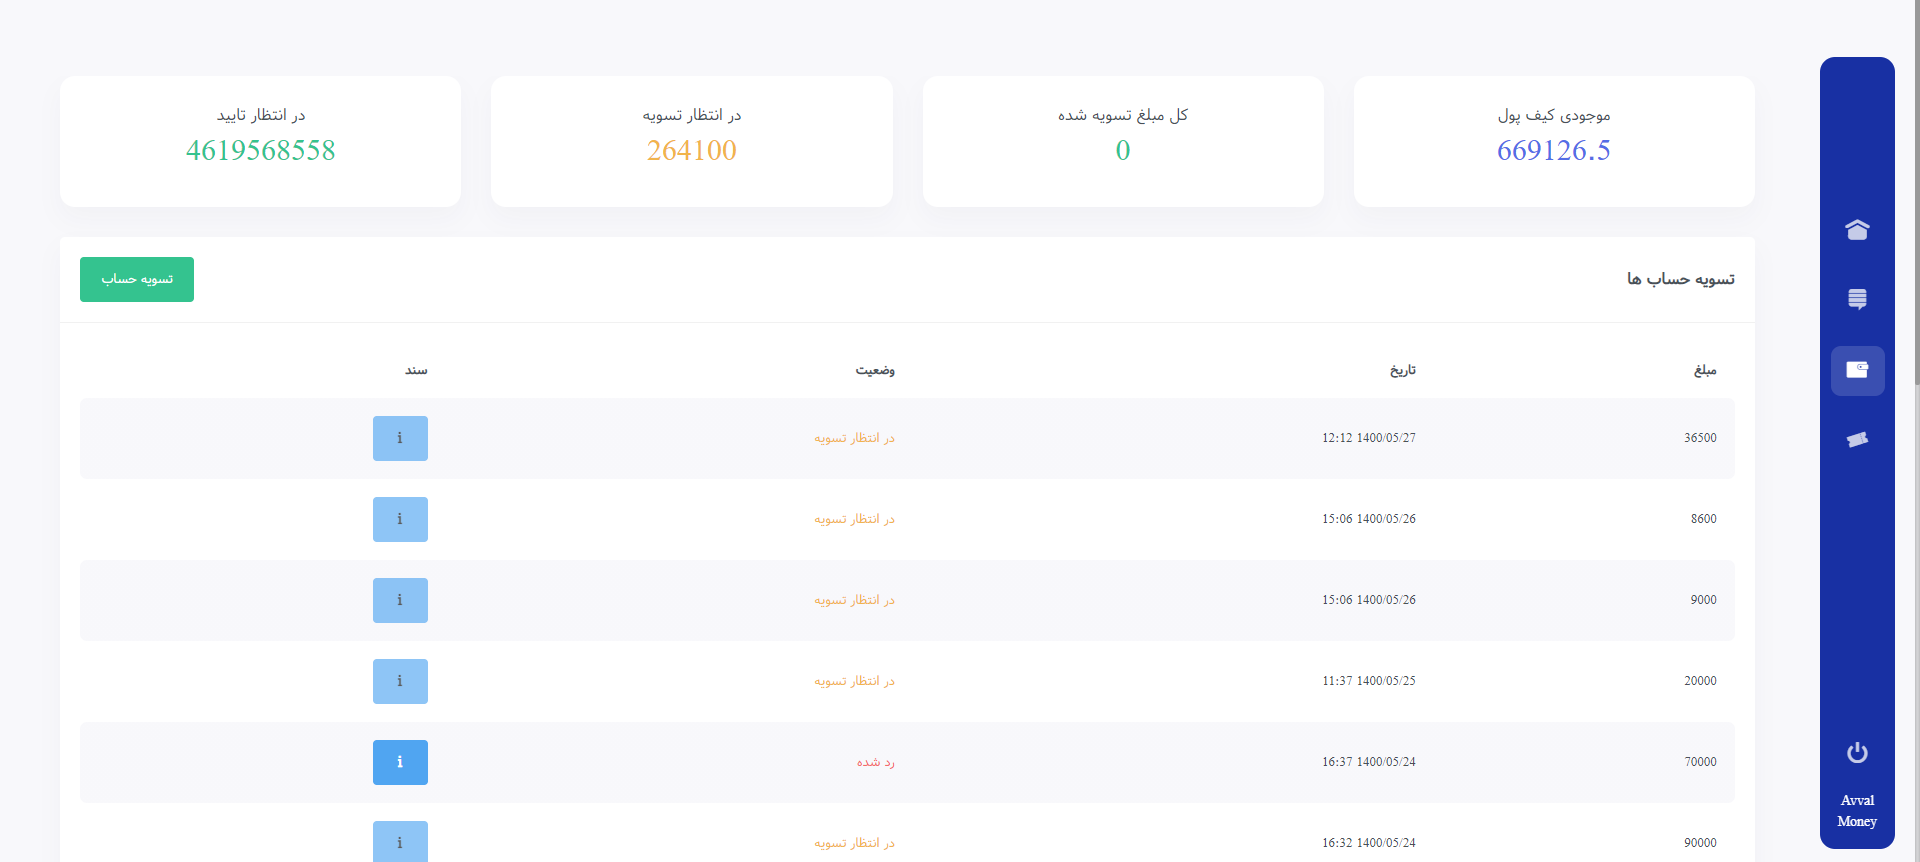 موجودی کیف پول
669126.5
کل مبلغ تسویه شده
0
در انتظار تسویه
264100
در انتظار تایید
4619568558
تسویه حساب ها
تسویه حساب
مبلغ تاریخ وضعیت سند
36500 1400/05/27 12:12 در انتظار تسویه i
8600 1400/05/26 15:06 در انتظار تسویه i
9000 1400/05/26 15:06 در انتظار تسویه i
20000 1400/05/25 11:37 در انتظار تسویه i
70000 1400/05/24 16:37 رد شده i
90000 1400/05/24 16:32 در انتظار تسویه i
Avval
Money